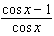 cos x − 1
cos x